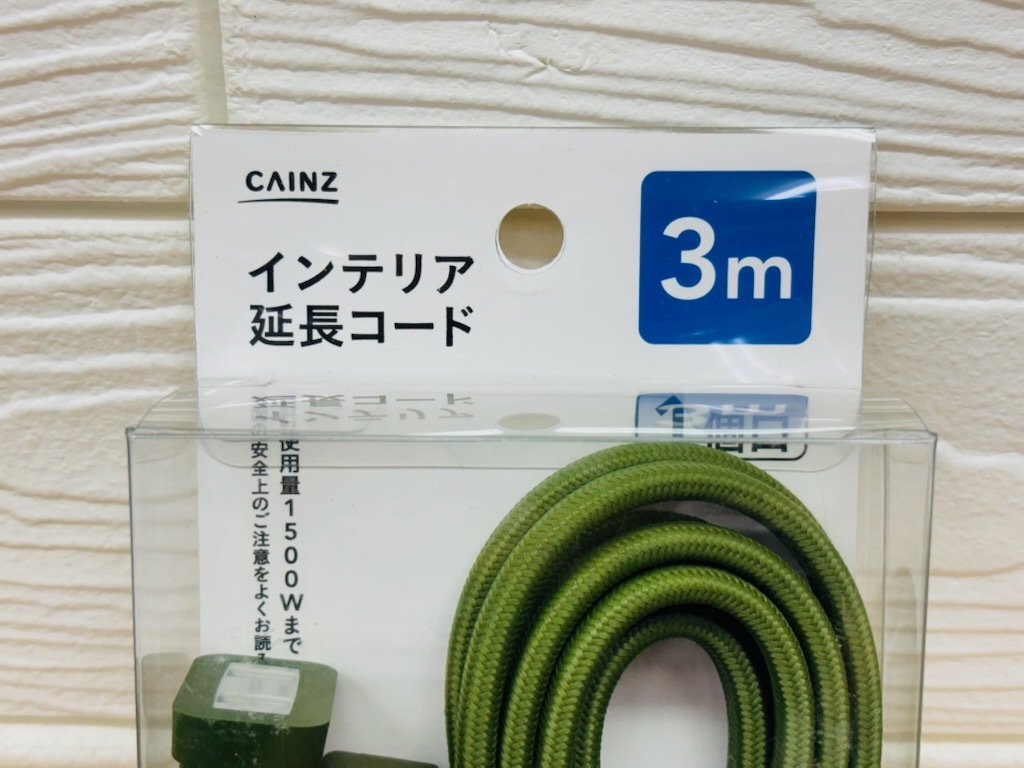 CAINZ
インテリア
延長コード
3m
使用量1500Wまで
安全上のご注意をよくお読